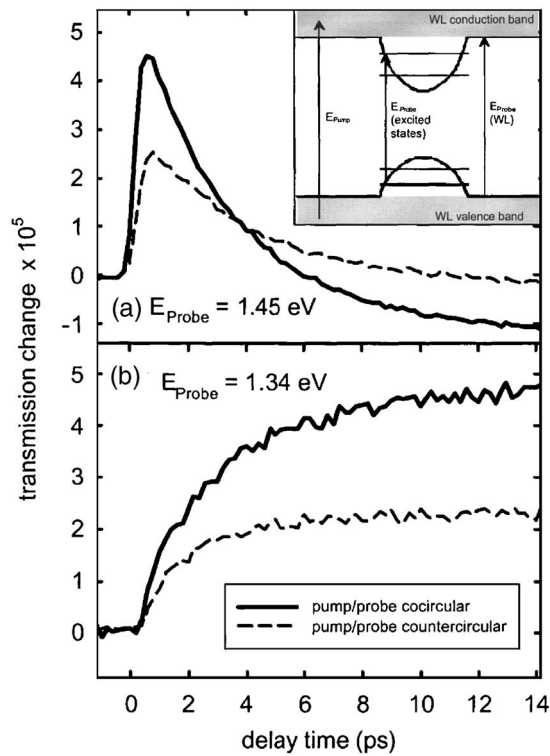 WL conduction band
E_Pump
E_Probe
(excited
states)
E_Probe
(WL)
WL valence band
5
4
3
2
1
0
-1
(a) E_Probe = 1.45 eV
transmission change x 10^5
(b) E_Probe = 1.34 eV
5
4
3
2
1
0
pump/probe cocircular
pump/probe countercircular
0 2 4 6 8 10 12 14
delay time (ps)